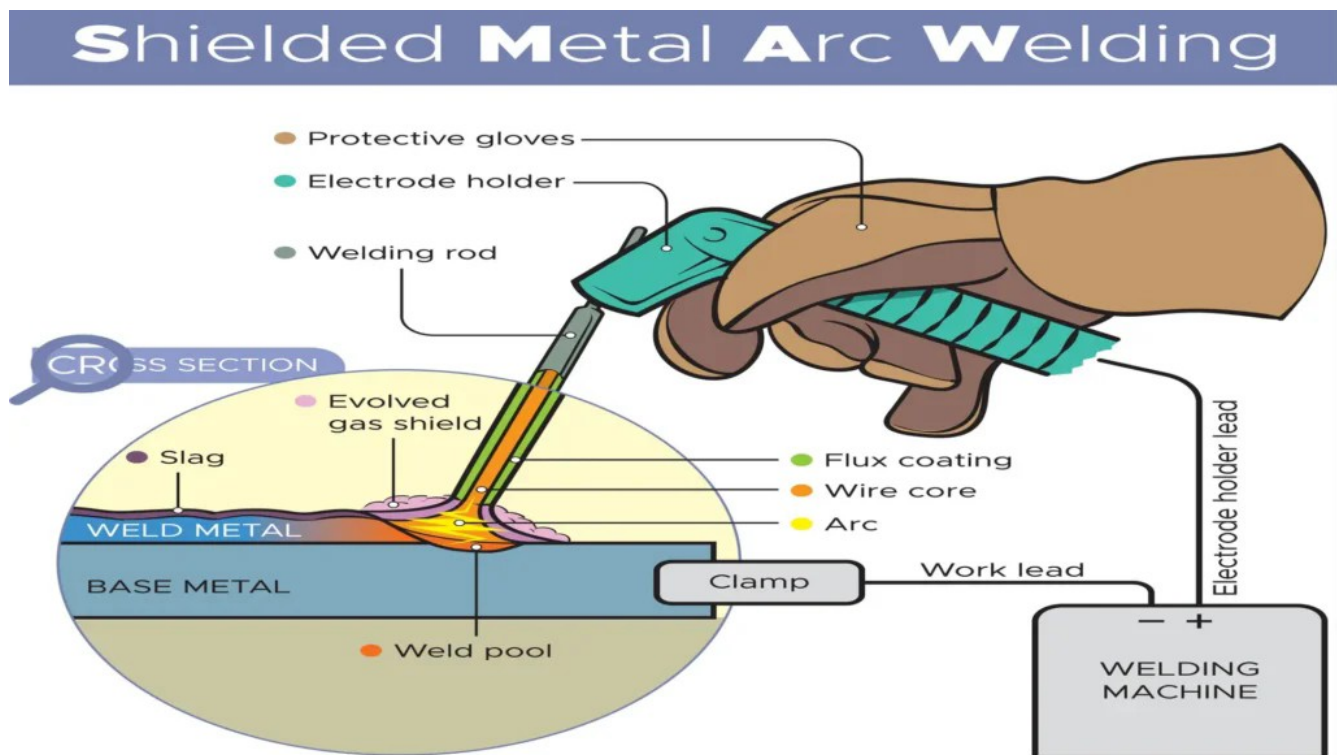 Shielded Metal Arc Welding
Protective gloves
Electrode holder
Welding rod
CROSS SECTION
Evolved
gas shield
Slag
Flux coating
Wire core
Arc
WELD METAL
BASE METAL
Clamp
Work lead
Electrode holder lead
Weld pool
− +
WELDING
MACHINE